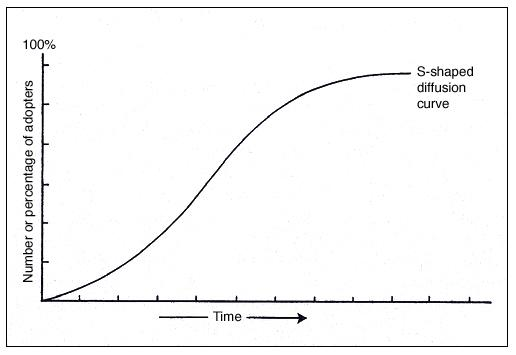 100%
Number or percentage of adopters
S-shaped
diffusion
curve
Time